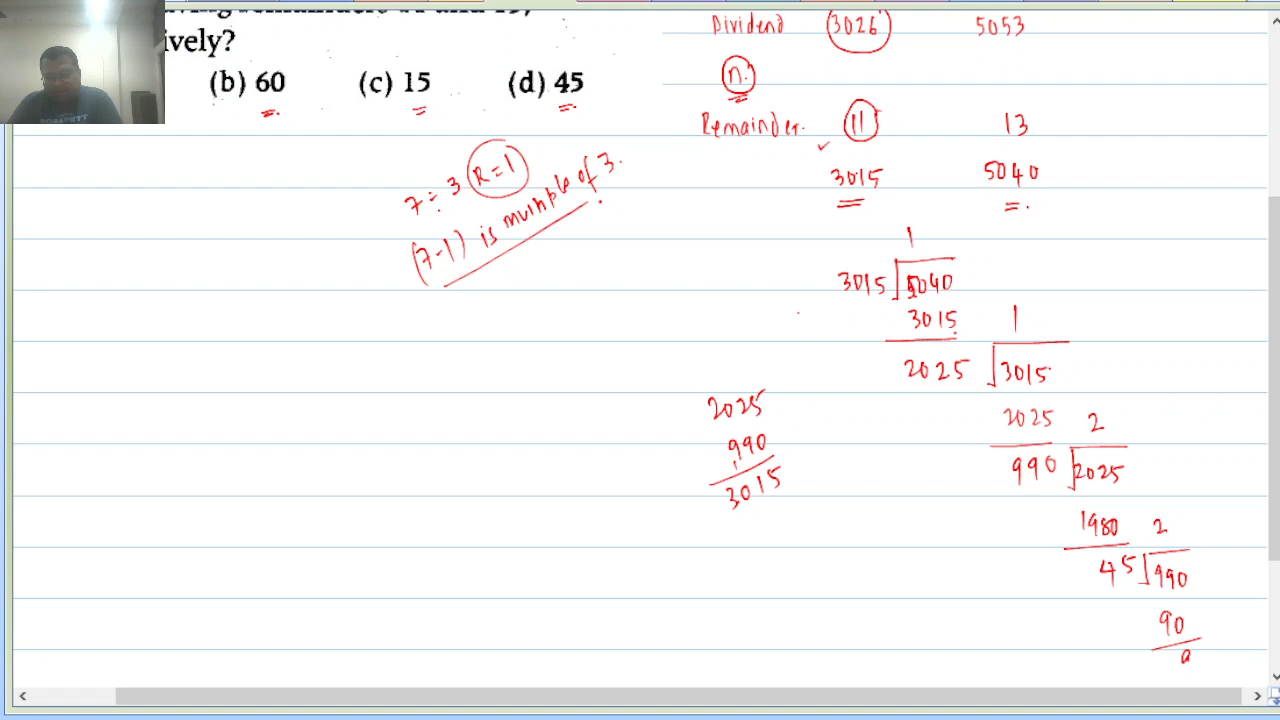 ively?
(b) 60 (c) 15 (d) 45
Dividend 3026 5053
n.
Remainder. 11 13
3015 5040
7 ÷ 3 R = 1
(7-1) is multiple of 3.
1
3015 5040
3015 1
2025 3015
2025 2
990 2025
1980 2
45 990
90
2025
990
3015